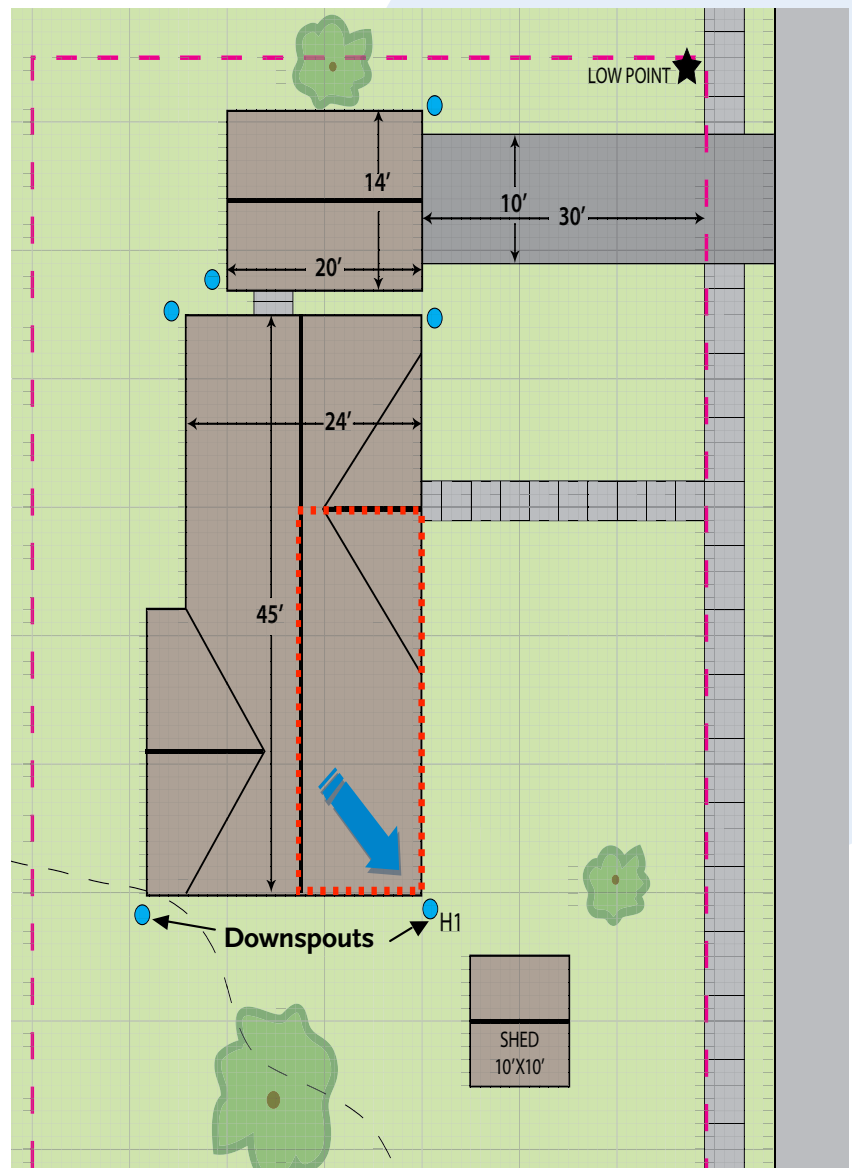 LOW POINT
14′
10′
30′
20′
24′
45′
H1
Downspouts
SHED
10′X10′